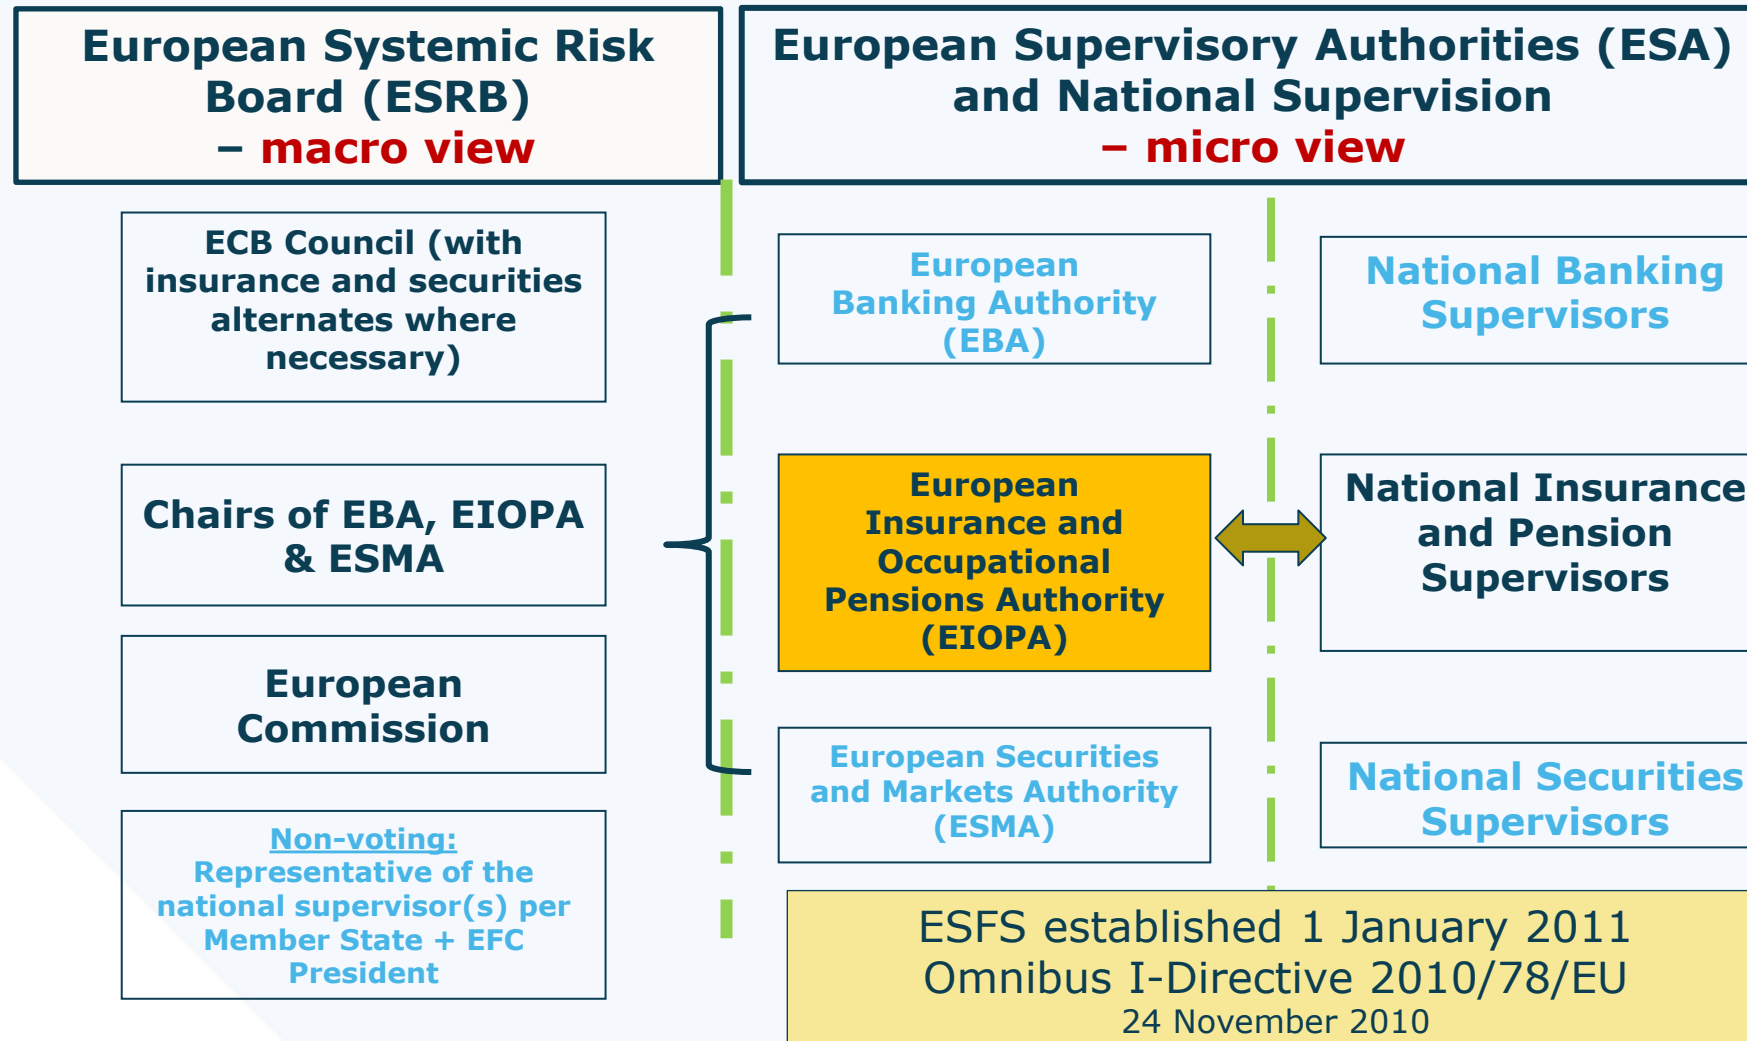 European Systemic Risk
Board (ESRB)
– macro view
European Supervisory Authorities (ESA)
and National Supervision
– micro view
ECB Council (with
insurance and securities
alternates where
necessary)
Chairs of EBA, EIOPA
& ESMA
European
Commission
Non-voting:
Representative of the
national supervisor(s) per
Member State + EFC
President
European
Banking Authority
(EBA)
European
Insurance and
Occupational
Pensions Authority
(EIOPA)
European Securities
and Markets Authority
(ESMA)
National Banking
Supervisors
National Insurance
and Pension
Supervisors
National Securities
Supervisors
ESFS established 1 January 2011
Omnibus I-Directive 2010/78/EU
24 November 2010